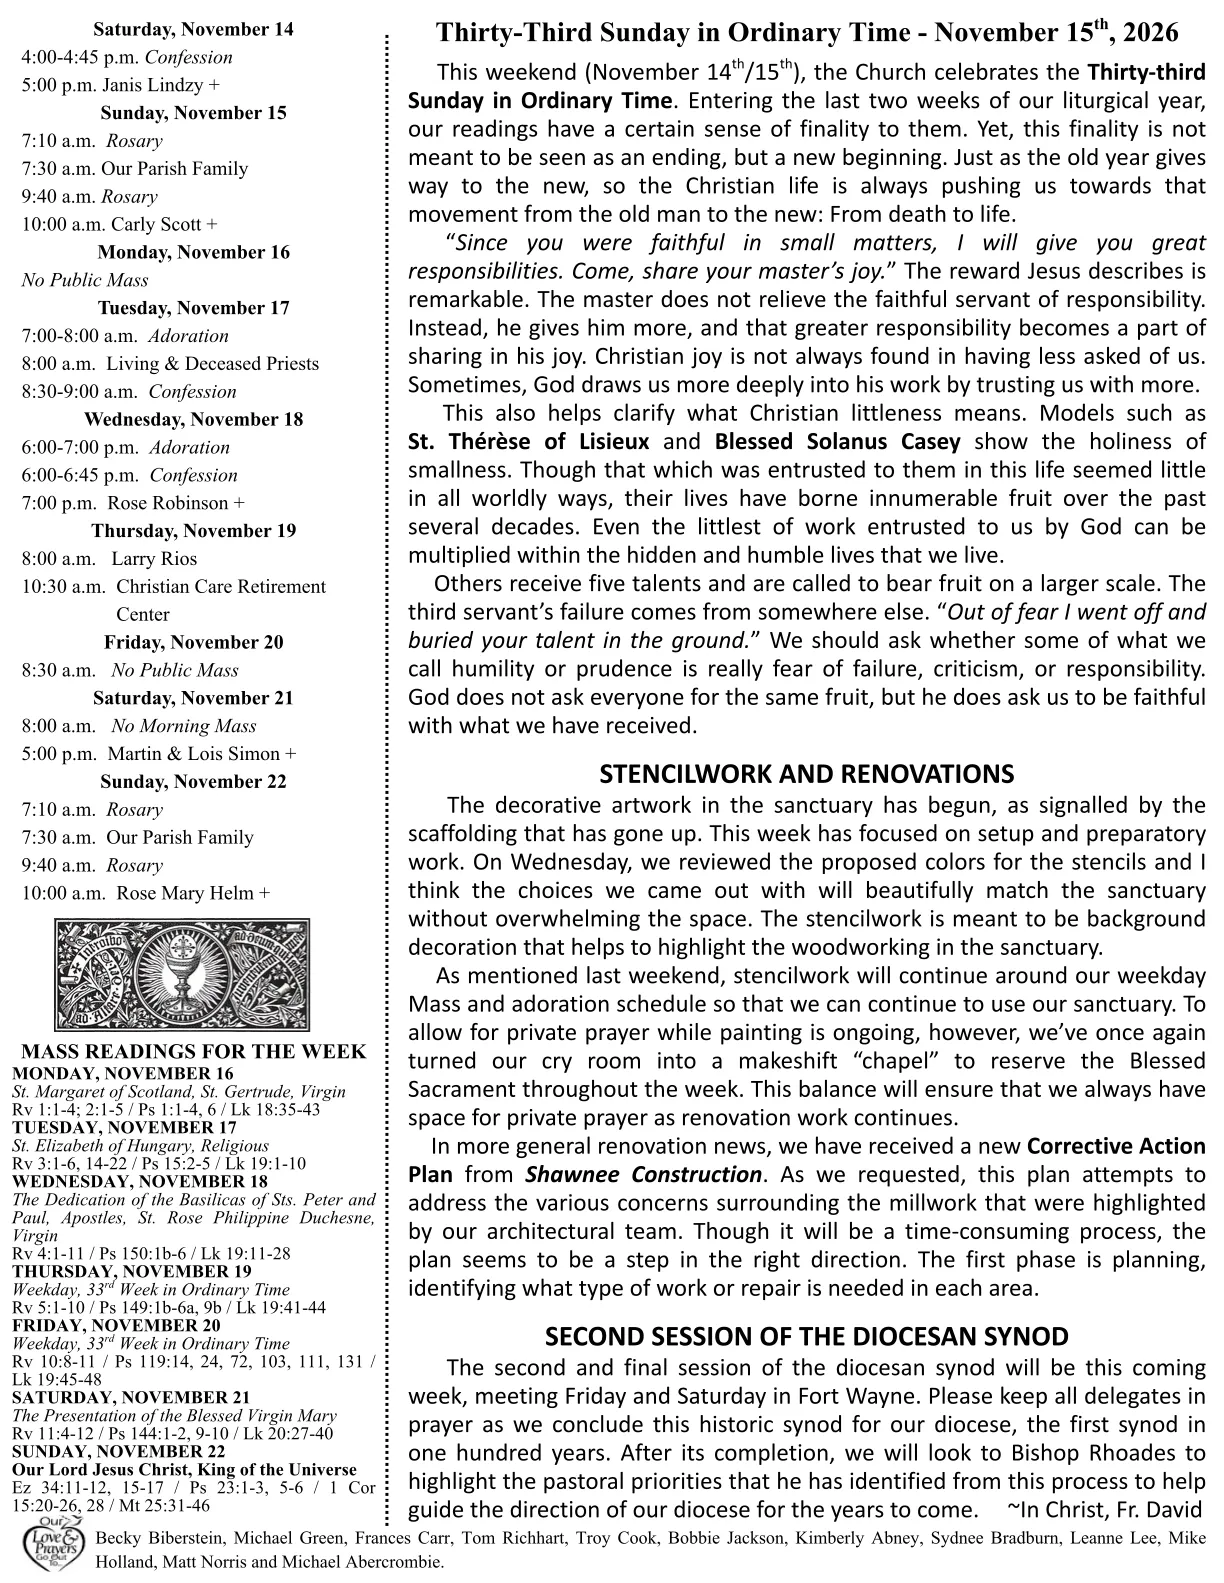 Saturday, November 14
4:00-4:45 p.m. Confession
5:00 p.m. Janis Lindzy +
Sunday, November 15
7:10 a.m. Rosary
7:30 a.m. Our Parish Family
9:40 a.m. Rosary
10:00 a.m. Carly Scott +
Monday, November 16
No Public Mass
Tuesday, November 17
7:00-8:00 a.m. Adoration
8:00 a.m. Living & Deceased Priests
8:30-9:00 a.m. Confession
Wednesday, November 18
6:00-7:00 p.m. Adoration
6:00-6:45 p.m. Confession
7:00 p.m. Rose Robinson +
Thursday, November 19
8:00 a.m. Larry Rios
10:30 a.m. Christian Care Retirement
Center
Friday, November 20
8:30 a.m. No Public Mass
Saturday, November 21
8:00 a.m. No Morning Mass
5:00 p.m. Martin & Lois Simon +
Sunday, November 22
7:10 a.m. Rosary
7:30 a.m. Our Parish Family
9:40 a.m. Rosary
10:00 a.m. Rose Mary Helm +
Introibo
ad Altare
ad Deum
MASS READINGS FOR THE WEEK
MONDAY, NOVEMBER 16
St. Margaret of Scotland, St. Gertrude, Virgin
Rv 1:1-4; 2:1-5 / Ps 1:1-4, 6 / Lk 18:35-43
TUESDAY, NOVEMBER 17
St. Elizabeth of Hungary, Religious
Rv 3:1-6, 14-22 / Ps 15:2-5 / Lk 19:1-10
WEDNESDAY, NOVEMBER 18
The Dedication of the Basilicas of Sts. Peter and
Paul, Apostles, St. Rose Philippine Duchesne,
Virgin
Rv 4:1-11 / Ps 150:1b-6 / Lk 19:11-28
THURSDAY, NOVEMBER 19
Weekday, 33rd Week in Ordinary Time
Rv 5:1-10 / Ps 149:1b-6a, 9b / Lk 19:41-44
FRIDAY, NOVEMBER 20
Weekday, 33rd Week in Ordinary Time
Rv 10:8-11 / Ps 119:14, 24, 72, 103, 111, 131 /
Lk 19:45-48
SATURDAY, NOVEMBER 21
The Presentation of the Blessed Virgin Mary
Rv 11:4-12 / Ps 144:1-2, 9-10 / Lk 20:27-40
SUNDAY, NOVEMBER 22
Our Lord Jesus Christ, King of the Universe
Ez 34:11-12, 15-17 / Ps 23:1-3, 5-6 / 1 Cor
15:20-26, 28 / Mt 25:31-46
Thirty-Third Sunday in Ordinary Time - November 15th, 2026
This weekend (November 14th/15th), the Church celebrates the Thirty-third
Sunday in Ordinary Time. Entering the last two weeks of our liturgical year,
our readings have a certain sense of finality to them. Yet, this finality is not
meant to be seen as an ending, but a new beginning. Just as the old year gives
way to the new, so the Christian life is always pushing us towards that
movement from the old man to the new: From death to life.
“Since you were faithful in small matters, I will give you great
responsibilities. Come, share your master’s joy.” The reward Jesus describes is
remarkable. The master does not relieve the faithful servant of responsibility.
Instead, he gives him more, and that greater responsibility becomes a part of
sharing in his joy. Christian joy is not always found in having less asked of us.
Sometimes, God draws us more deeply into his work by trusting us with more.
This also helps clarify what Christian littleness means. Models such as
St. Thérèse of Lisieux and Blessed Solanus Casey show the holiness of
smallness. Though that which was entrusted to them in this life seemed little
in all worldly ways, their lives have borne innumerable fruit over the past
several decades. Even the littlest of work entrusted to us by God can be
multiplied within the hidden and humble lives that we live.
Others receive five talents and are called to bear fruit on a larger scale. The
third servant’s failure comes from somewhere else. “Out of fear I went off and
buried your talent in the ground.” We should ask whether some of what we
call humility or prudence is really fear of failure, criticism, or responsibility.
God does not ask everyone for the same fruit, but he does ask us to be faithful
with what we have received.
STENCILWORK AND RENOVATIONS
The decorative artwork in the sanctuary has begun, as signalled by the
scaffolding that has gone up. This week has focused on setup and preparatory
work. On Wednesday, we reviewed the proposed colors for the stencils and I
think the choices we came out with will beautifully match the sanctuary
without overwhelming the space. The stencilwork is meant to be background
decoration that helps to highlight the woodworking in the sanctuary.
As mentioned last weekend, stencilwork will continue around our weekday
Mass and adoration schedule so that we can continue to use our sanctuary. To
allow for private prayer while painting is ongoing, however, we’ve once again
turned our cry room into a makeshift “chapel” to reserve the Blessed
Sacrament throughout the week. This balance will ensure that we always have
space for private prayer as renovation work continues.
In more general renovation news, we have received a new Corrective Action
Plan from Shawnee Construction. As we requested, this plan attempts to
address the various concerns surrounding the millwork that were highlighted
by our architectural team. Though it will be a time-consuming process, the
plan seems to be a step in the right direction. The first phase is planning,
identifying what type of work or repair is needed in each area.
SECOND SESSION OF THE DIOCESAN SYNOD
The second and final session of the diocesan synod will be this coming
week, meeting Friday and Saturday in Fort Wayne. Please keep all delegates in
prayer as we conclude this historic synod for our diocese, the first synod in
one hundred years. After its completion, we will look to Bishop Rhoades to
highlight the pastoral priorities that he has identified from this process to help
guide the direction of our diocese for the years to come. ~In Christ, Fr. David
Our
Love &
Prayers
Go Out
To...
Becky Biberstein, Michael Green, Frances Carr, Tom Richhart, Troy Cook, Bobbie Jackson, Kimberly Abney, Sydnee Bradburn, Leanne Lee, Mike
Holland, Matt Norris and Michael Abercrombie.